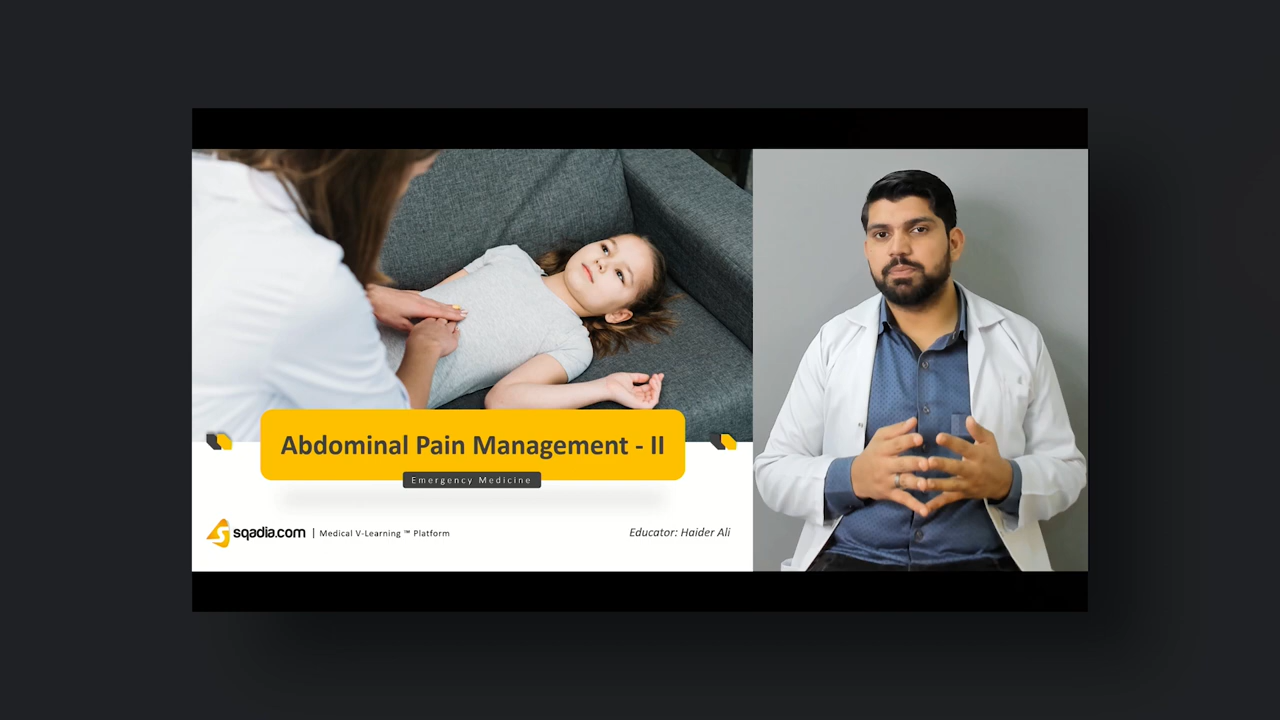 Abdominal Pain Management - II
Emergency Medicine
sqadia.com | Medical V-Learning ™ Platform
Educator: Haider Ali